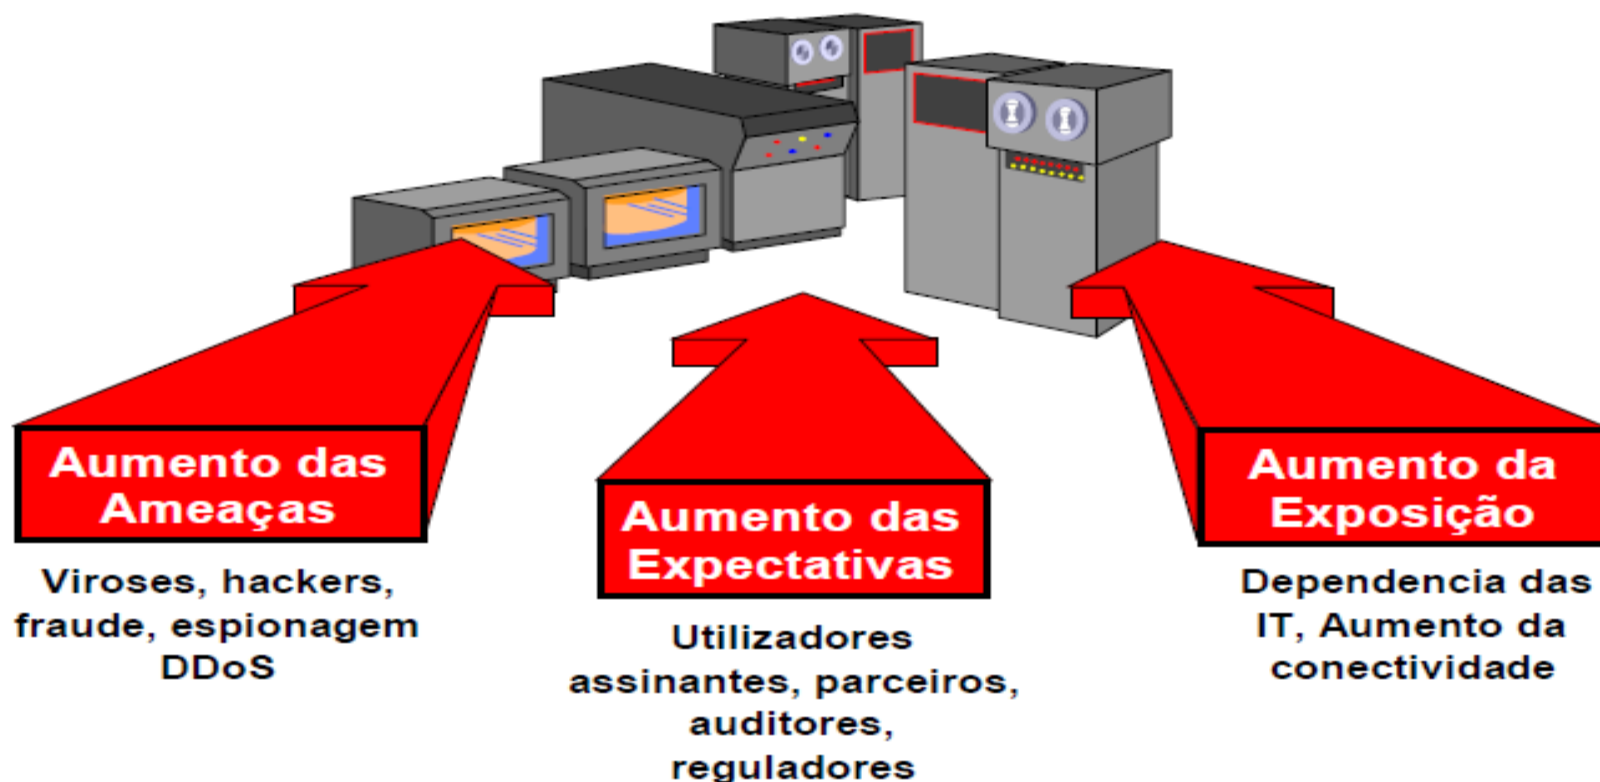 Aumento das
Ameaças
Viroses, hackers,
fraude, espionagem
DDoS
Aumento das
Expectativas
Utilizadores
assinantes, parceiros,
auditores,
reguladores
Aumento da
Exposição
Dependencia das
IT, Aumento da
conectividade